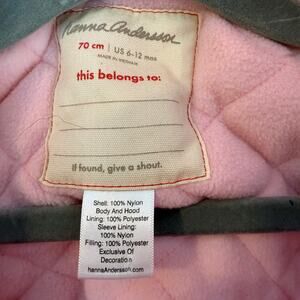 Hanna Andersson
70 cm | US 6-12 mos
MADE IN VIETNAM
this belongs to:
If found, give a shout.
Shell: 100% Nylon
Body And Hood
Lining: 100% Polyester
Sleeve Lining:
100% Nylon
Filling: 100% Polyester
Exclusive Of
Decoration
hannaAndersson.com